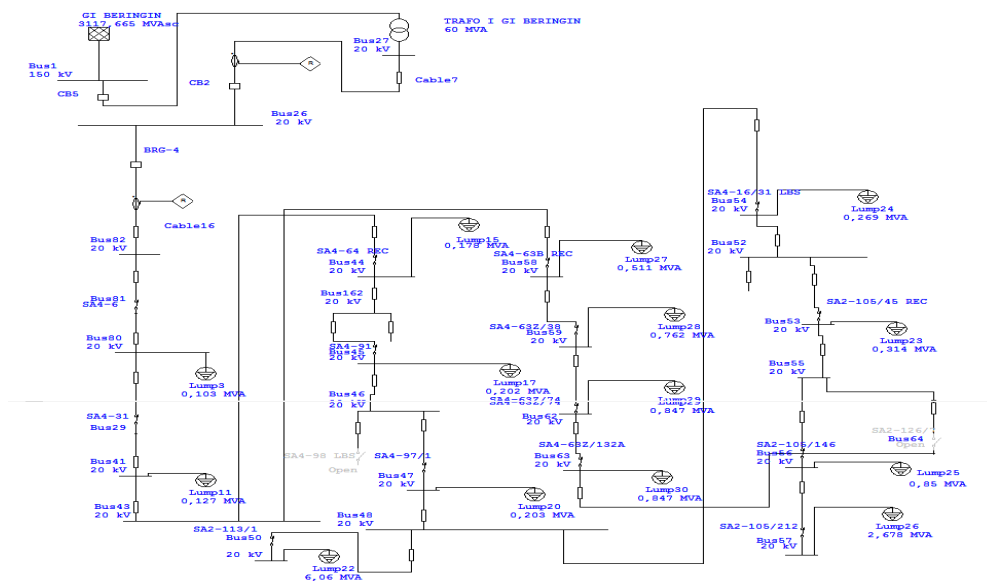 GI BERINGIN
3117,665 MVAsc
Bus1
150 kV
CB5
CB2
R
Bus27
20 kV
TRAFO I GI BERINGIN
60 MVA
Cable7
Bus26
20 kV
BRG-4
R
Cable16
Bus82
20 kV
Bus81
SA4-6
Bus80
20 kV
Lump3
0,103 MVA
SA4-31
Bus29
Bus41
20 kV
Lump11
0,127 MVA
Bus43
20 kV
SA4-64 REC
Bus44
20 kV
Lump15
0,178 MVA
Bus162
20 kV
SA4-91
Bus45
20 kV
Lump17
0,202 MVA
Bus46
20 kV
SA4-98 LBS
Open
SA4-97/1
Bus47
20 kV
Lump20
0,203 MVA
Bus48
20 kV
SA2-113/1
Bus50
20 kV
Lump22
6,06 MVA
SA4-63B REC
Bus58
20 kV
Lump27
0,511 MVA
SA4-63Z/38
Bus59
20 kV
Lump28
0,762 MVA
SA4-63Z/74
Bus62
20 kV
Lump29
0,847 MVA
SA4-63Z/132A
Bus63
20 kV
Lump30
0,847 MVA
SA4-16/31 LBS
Bus54
20 kV
Lump24
0,269 MVA
Bus52
20 kV
SA2-105/45 REC
Bus53
20 kV
Lump23
0,314 MVA
Bus55
20 kV
Bus64
Open
SA2-105/146
Bus56
20 kV
Lump25
0,85 MVA
SA2-105/212
Bus57
20 kV
Lump26
2,678 MVA